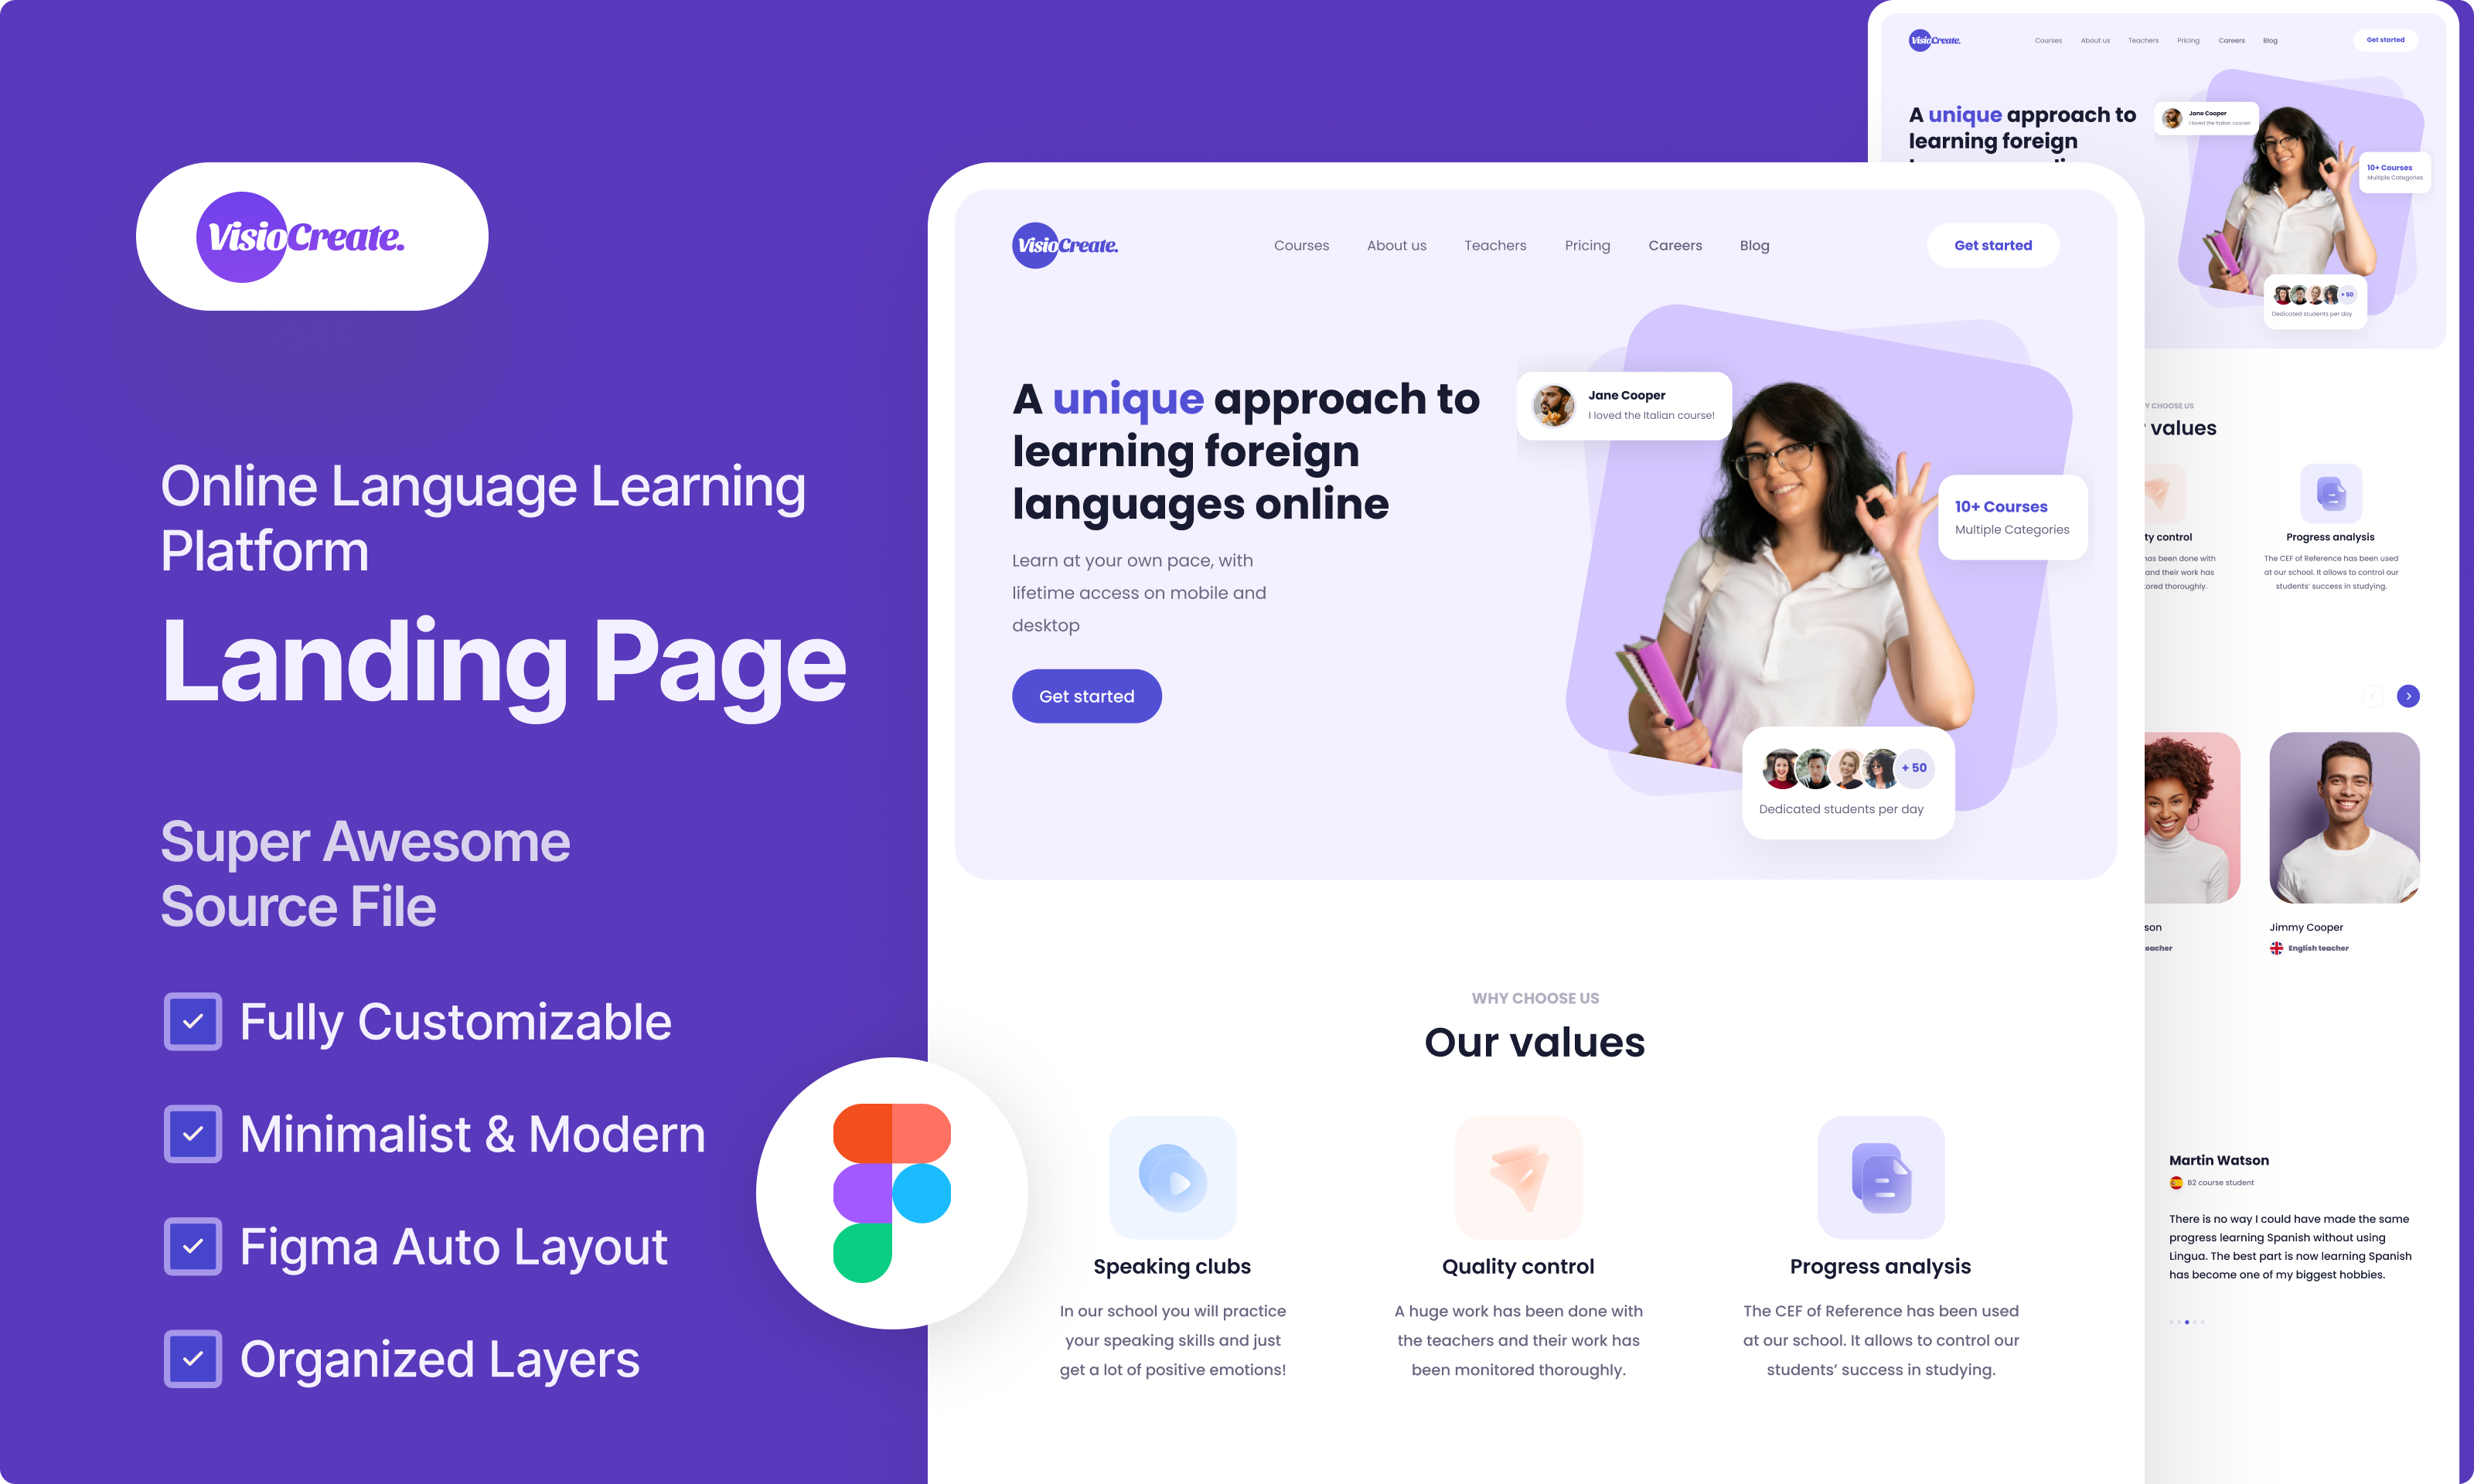 VisioCreate.
Online Language Learning
Platform
Landing Page
Super Awesome
Source File
Fully Customizable
Minimalist & Modern
Figma Auto Layout
Organized Layers
VisioCreate.
Courses
About us
Teachers
Pricing
Careers
Blog
Get started
A unique approach to
learning foreign
languages online
Learn at your own pace, with
lifetime access on mobile and
desktop
Get started
Jane Cooper
I loved the Italian course!
10+ Courses
Multiple Categories
+ 50
Dedicated students per day
WHY CHOOSE US
Our values
Speaking clubs
In our school you will practice
your speaking skills and just
get a lot of positive emotions!
Quality control
A huge work has been done with
the teachers and their work has
been monitored thoroughly.
Progress analysis
The CEF of Reference has been used
at our school. It allows to control our
students’ success in studying.
VisioCreate.
Courses
About us
Teachers
Pricing
Careers
Blog
Get started
A unique approach to
learning foreign
Jane Cooper
I loved the Italian course!
10+ Courses
Multiple Categories
+ 50
Dedicated students per day
Y CHOOSE US
values
ty control
has been done with
and their work has
ored thoroughly.
Progress analysis
The CEF of Reference has been used
at our school. It allows to control our
students’ success in studying.
son
eacher
Jimmy Cooper
English teacher
Martin Watson
B2 course student
There is no way I could have made the same
progress learning Spanish without using
Lingua. The best part is now learning Spanish
has become one of my biggest hobbies.